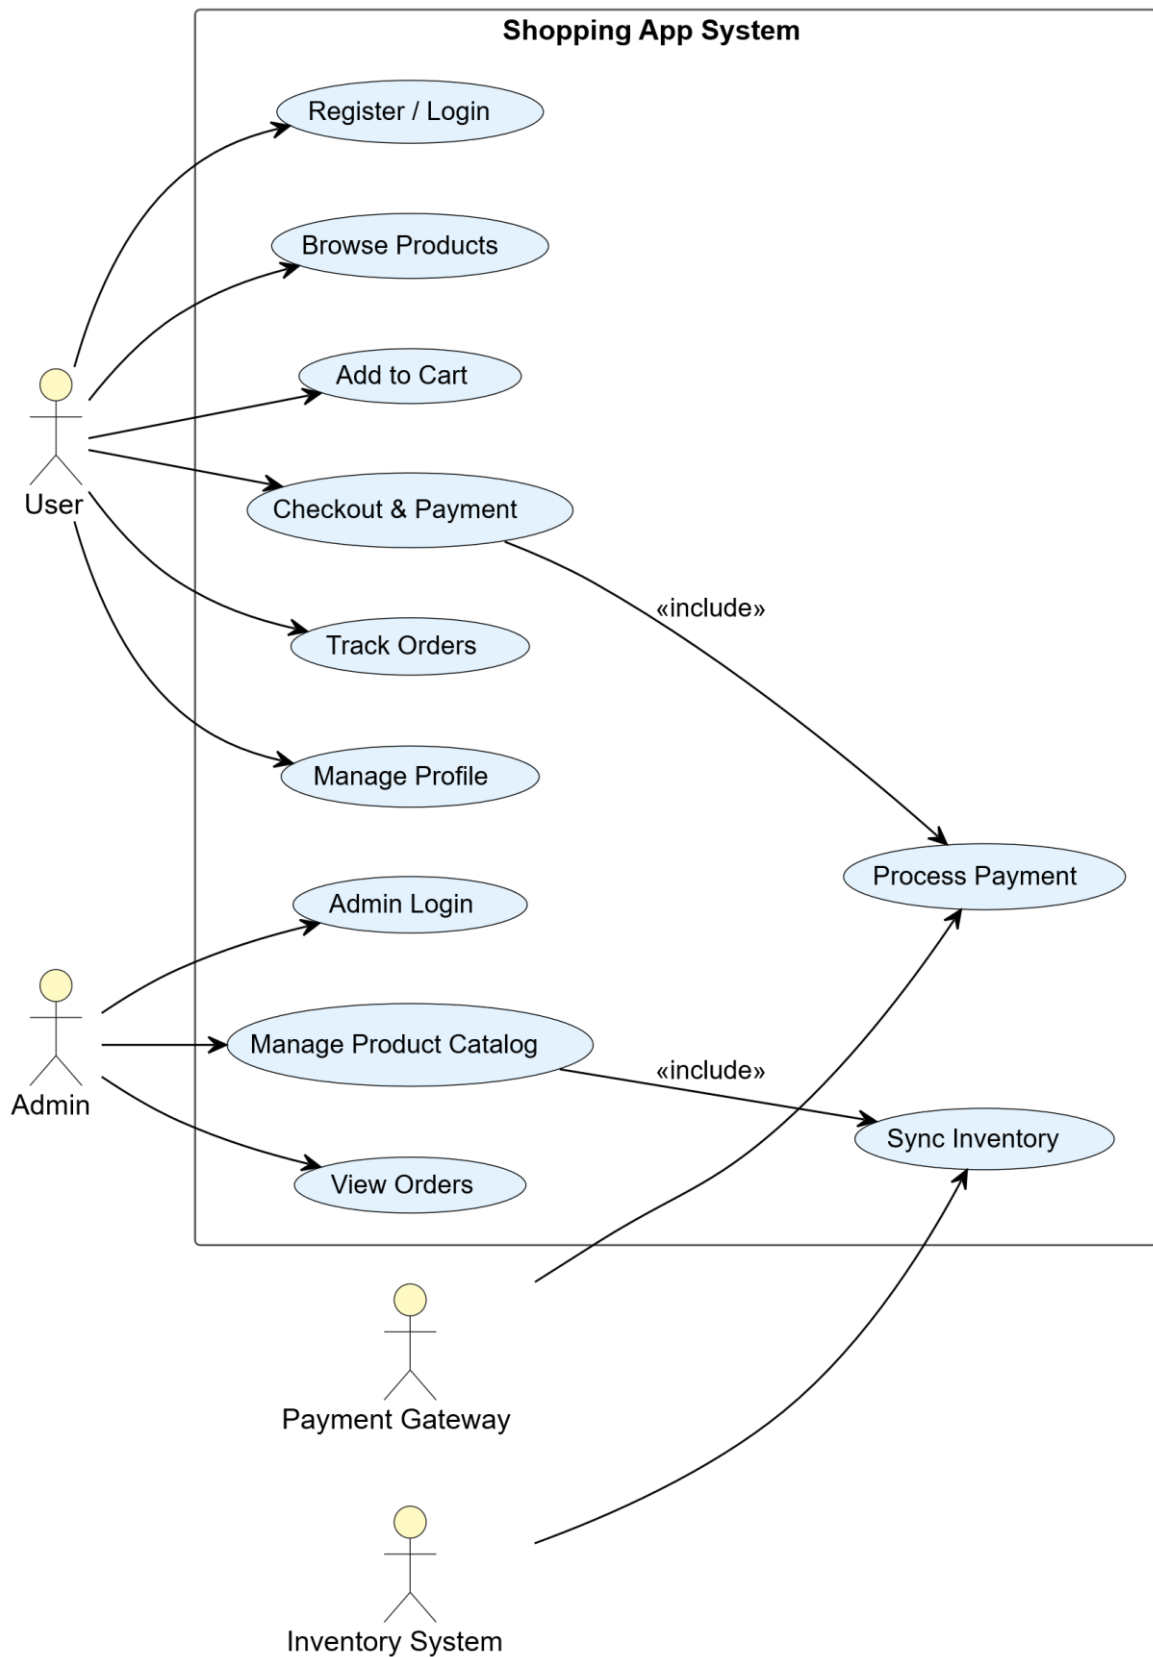 Shopping App System
Register / Login
Browse Products
Add to Cart
User
Checkout & Payment
«include»
Track Orders
Manage Profile
Process Payment
Admin Login
Manage Product Catalog
«include»
Admin
Sync Inventory
View Orders
Payment Gateway
Inventory System